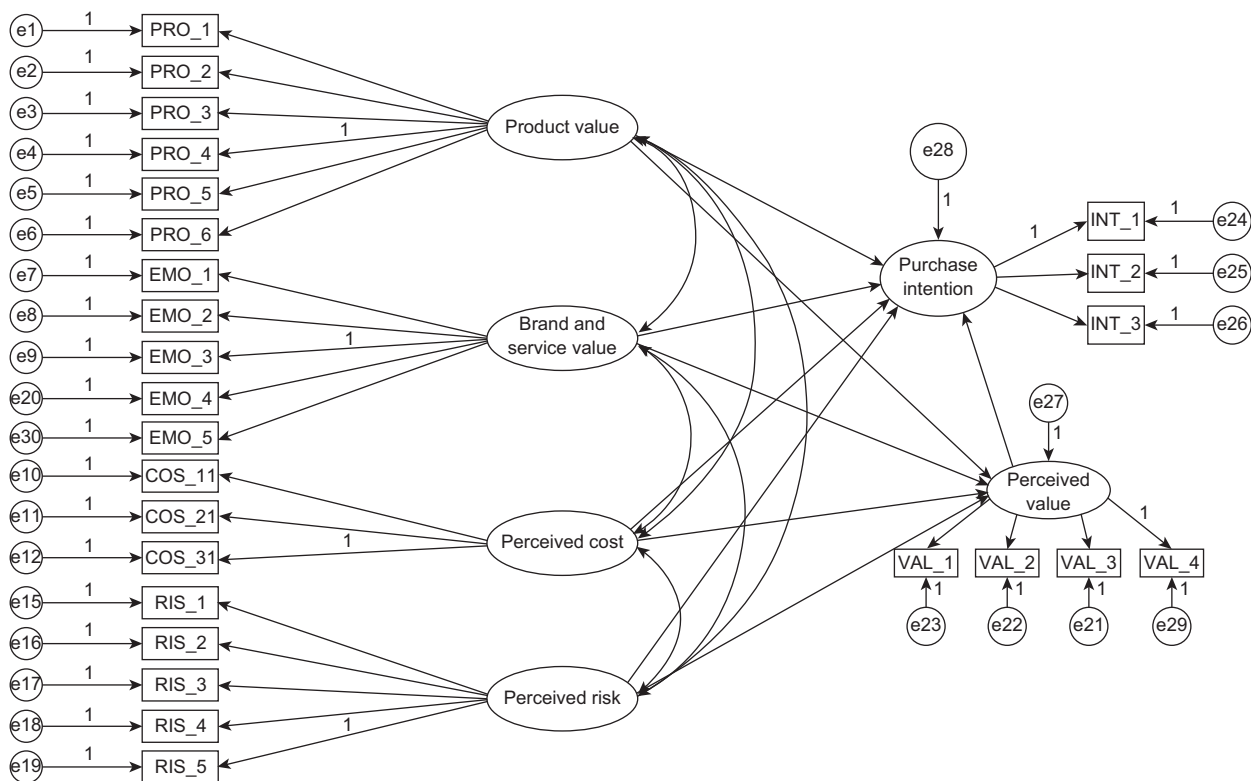 e1 1 PRO_1
e2 1 PRO_2
e3 1 PRO_3
e4 1 PRO_4 1
e5 1 PRO_5
e6 1 PRO_6
Product value
e7 1 EMO_1
e8 1 EMO_2
e9 1 EMO_3 1
e20 1 EMO_4
e30 1 EMO_5
Brand and
service value
e10 1 COS_11
e11 1 COS_21
e12 1 COS_31 1
Perceived cost
e15 1 RIS_1
e16 1 RIS_2
e17 1 RIS_3
e18 1 RIS_4 1
e19 1 RIS_5
Perceived risk
e28
1
Purchase
intention
1 INT_1 1 e24
INT_2 1 e25
INT_3 1 e26
e27
1
Perceived
value
1
VAL_1 VAL_2 VAL_3 VAL_4
1 1 1 1
e23 e22 e21 e29